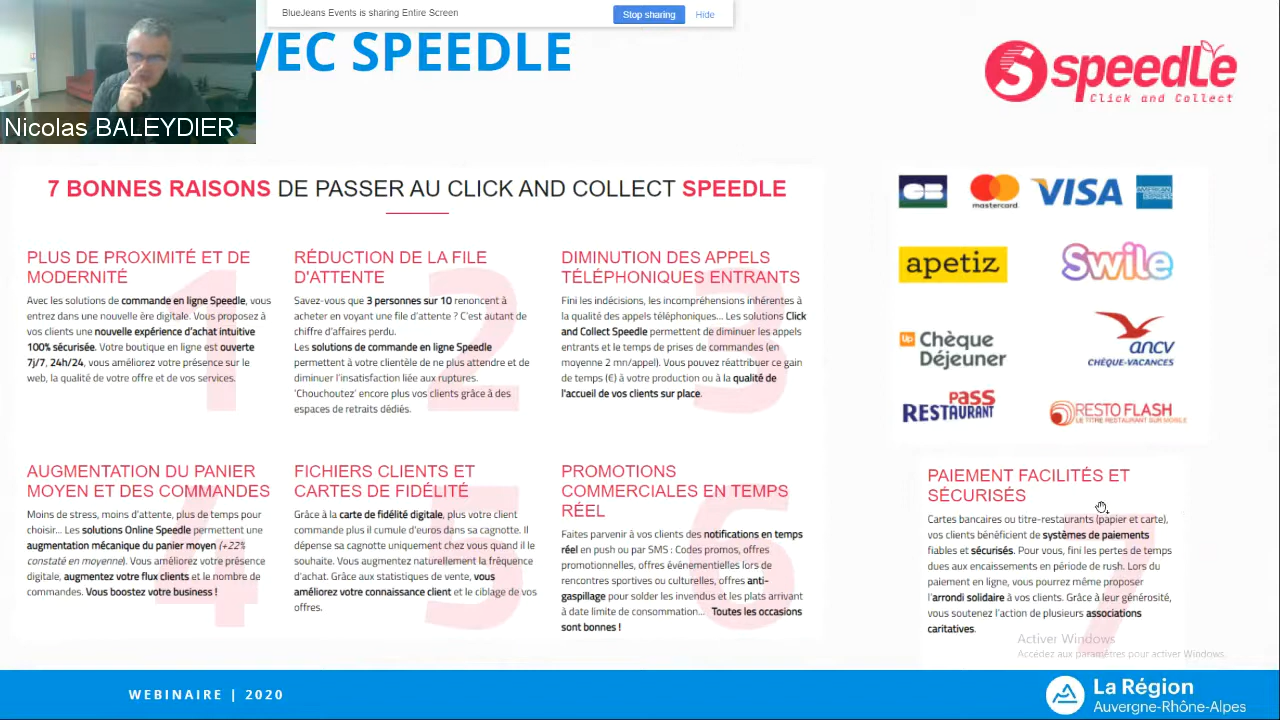 BlueJeans Events is sharing Entire Screen
Stop sharing
Hide
VEC SPEEDLE
Nicolas BALEYDIER
speedle
Click and Collect
7 BONNES RAISONS DE PASSER AU CLICK AND COLLECT SPEEDLE
PLUS DE PROXIMITÉ ET DE
MODERNITÉ
1
Avec les solutions de commande en ligne Speedle, vous
entrez dans une nouvelle ère digitale. Vous proposez à
vos clients une nouvelle expérience d'achat intuitive
100% sécurisée. Votre boutique en ligne est ouverte
7j/7, 24h/24, vous améliorez votre présence sur le
web, la qualité de votre offre et de vos services.
RÉDUCTION DE LA FILE
D'ATTENTE
2
Savez-vous que 3 personnes sur 10 renoncent à
acheter en voyant une file d'attente ? C'est autant de
chiffre d'affaires perdu.
Les solutions de commande en ligne Speedle
permettent à votre clientèle de ne plus attendre et de
diminuer l'insatisfaction liée aux ruptures.
'Chouchoutez' encore plus vos clients grâce à des
espaces de retraits dédiés.
DIMINUTION DES APPELS
TÉLÉPHONIQUES ENTRANTS
3
Fini les indécisions, les incompréhensions inhérentes à
la qualité des appels téléphoniques... Les solutions Click
and Collect Speedle permettent de diminuer les appels
entrants et le temps de prises de commandes (en
moyenne 2 mn/appel). Vous pouvez réattribuer ce gain
de temps (€) à votre production ou à la qualité de
l'accueil de vos clients sur place.
AUGMENTATION DU PANIER
MOYEN ET DES COMMANDES
4
Moins de stress, moins d'attente, plus de temps pour
choisir... Les solutions Online Speedle permettent une
augmentation mécanique du panier moyen (+22%
constaté en moyenne). Vous améliorez votre présence
digitale, augmentez votre flux clients et le nombre de
commandes. Vous boostez votre business !
FICHIERS CLIENTS ET
CARTES DE FIDÉLITÉ
5
Grâce à la carte de fidélité digitale, plus votre client
commande plus il cumule d'euros dans sa cagnotte. Il
dépense sa cagnotte uniquement chez vous quand il le
souhaite. Vous augmentez naturellement la fréquence
d'achat. Grâce aux statistiques de vente, vous
améliorez votre connaissance client et le ciblage de vos
offres.
PROMOTIONS
COMMERCIALES EN TEMPS
RÉEL
6
Faites parvenir à vos clients des notifications en temps
réel en push ou par SMS : Codes promos, offres
promotionnelles, offres événementielles lors de
rencontres sportives ou culturelles, offres anti-
gaspillage pour solder les invendus et les plats arrivant
à date limite de consommation... Toutes les occasions
sont bonnes !
CB
mastercard
VISA
AMERICAN EXPRESS
apetiz
Swile
Up Chèque
Déjeuner
ancv
CHÈQUE-VACANCES
PASS
RESTAURANT
RESTO FLASH
LE TITRE RESTAURANT SUR MOBILE
PAIEMENT FACILITÉS ET
SÉCURISÉS
7
Cartes bancaires ou titre-restaurants (papier et carte),
vos clients bénéficient de systèmes de paiements
fiables et sécurisés. Pour vous, fini les pertes de temps
dues aux encaissements en période de rush. Lors du
paiement en ligne, vous pourrez même proposer
l'arrondi solidaire à vos clients. Grâce à leur générosité,
vous soutenez l'action de plusieurs associations
caritatives.
Activer Windows
Accédez aux paramètres pour activer Windows.
WEBINAIRE | 2020
La Région
Auvergne-Rhône-Alpes